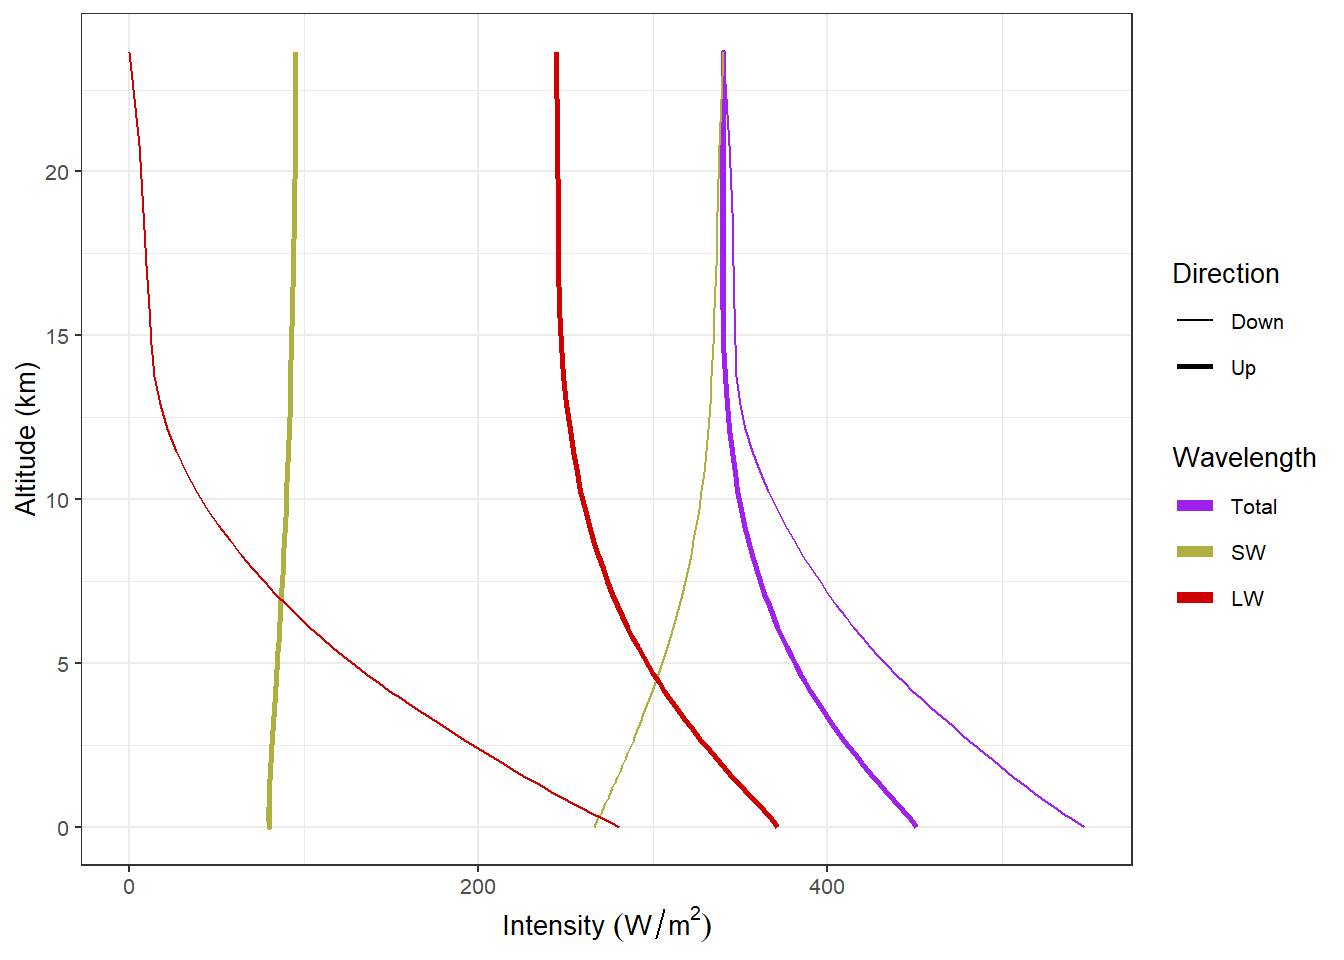 20
15
10
5
0
Altitude (km)
0
200
400
Intensity (W/m²)
Direction
Down
Up
Wavelength
Total
SW
LW